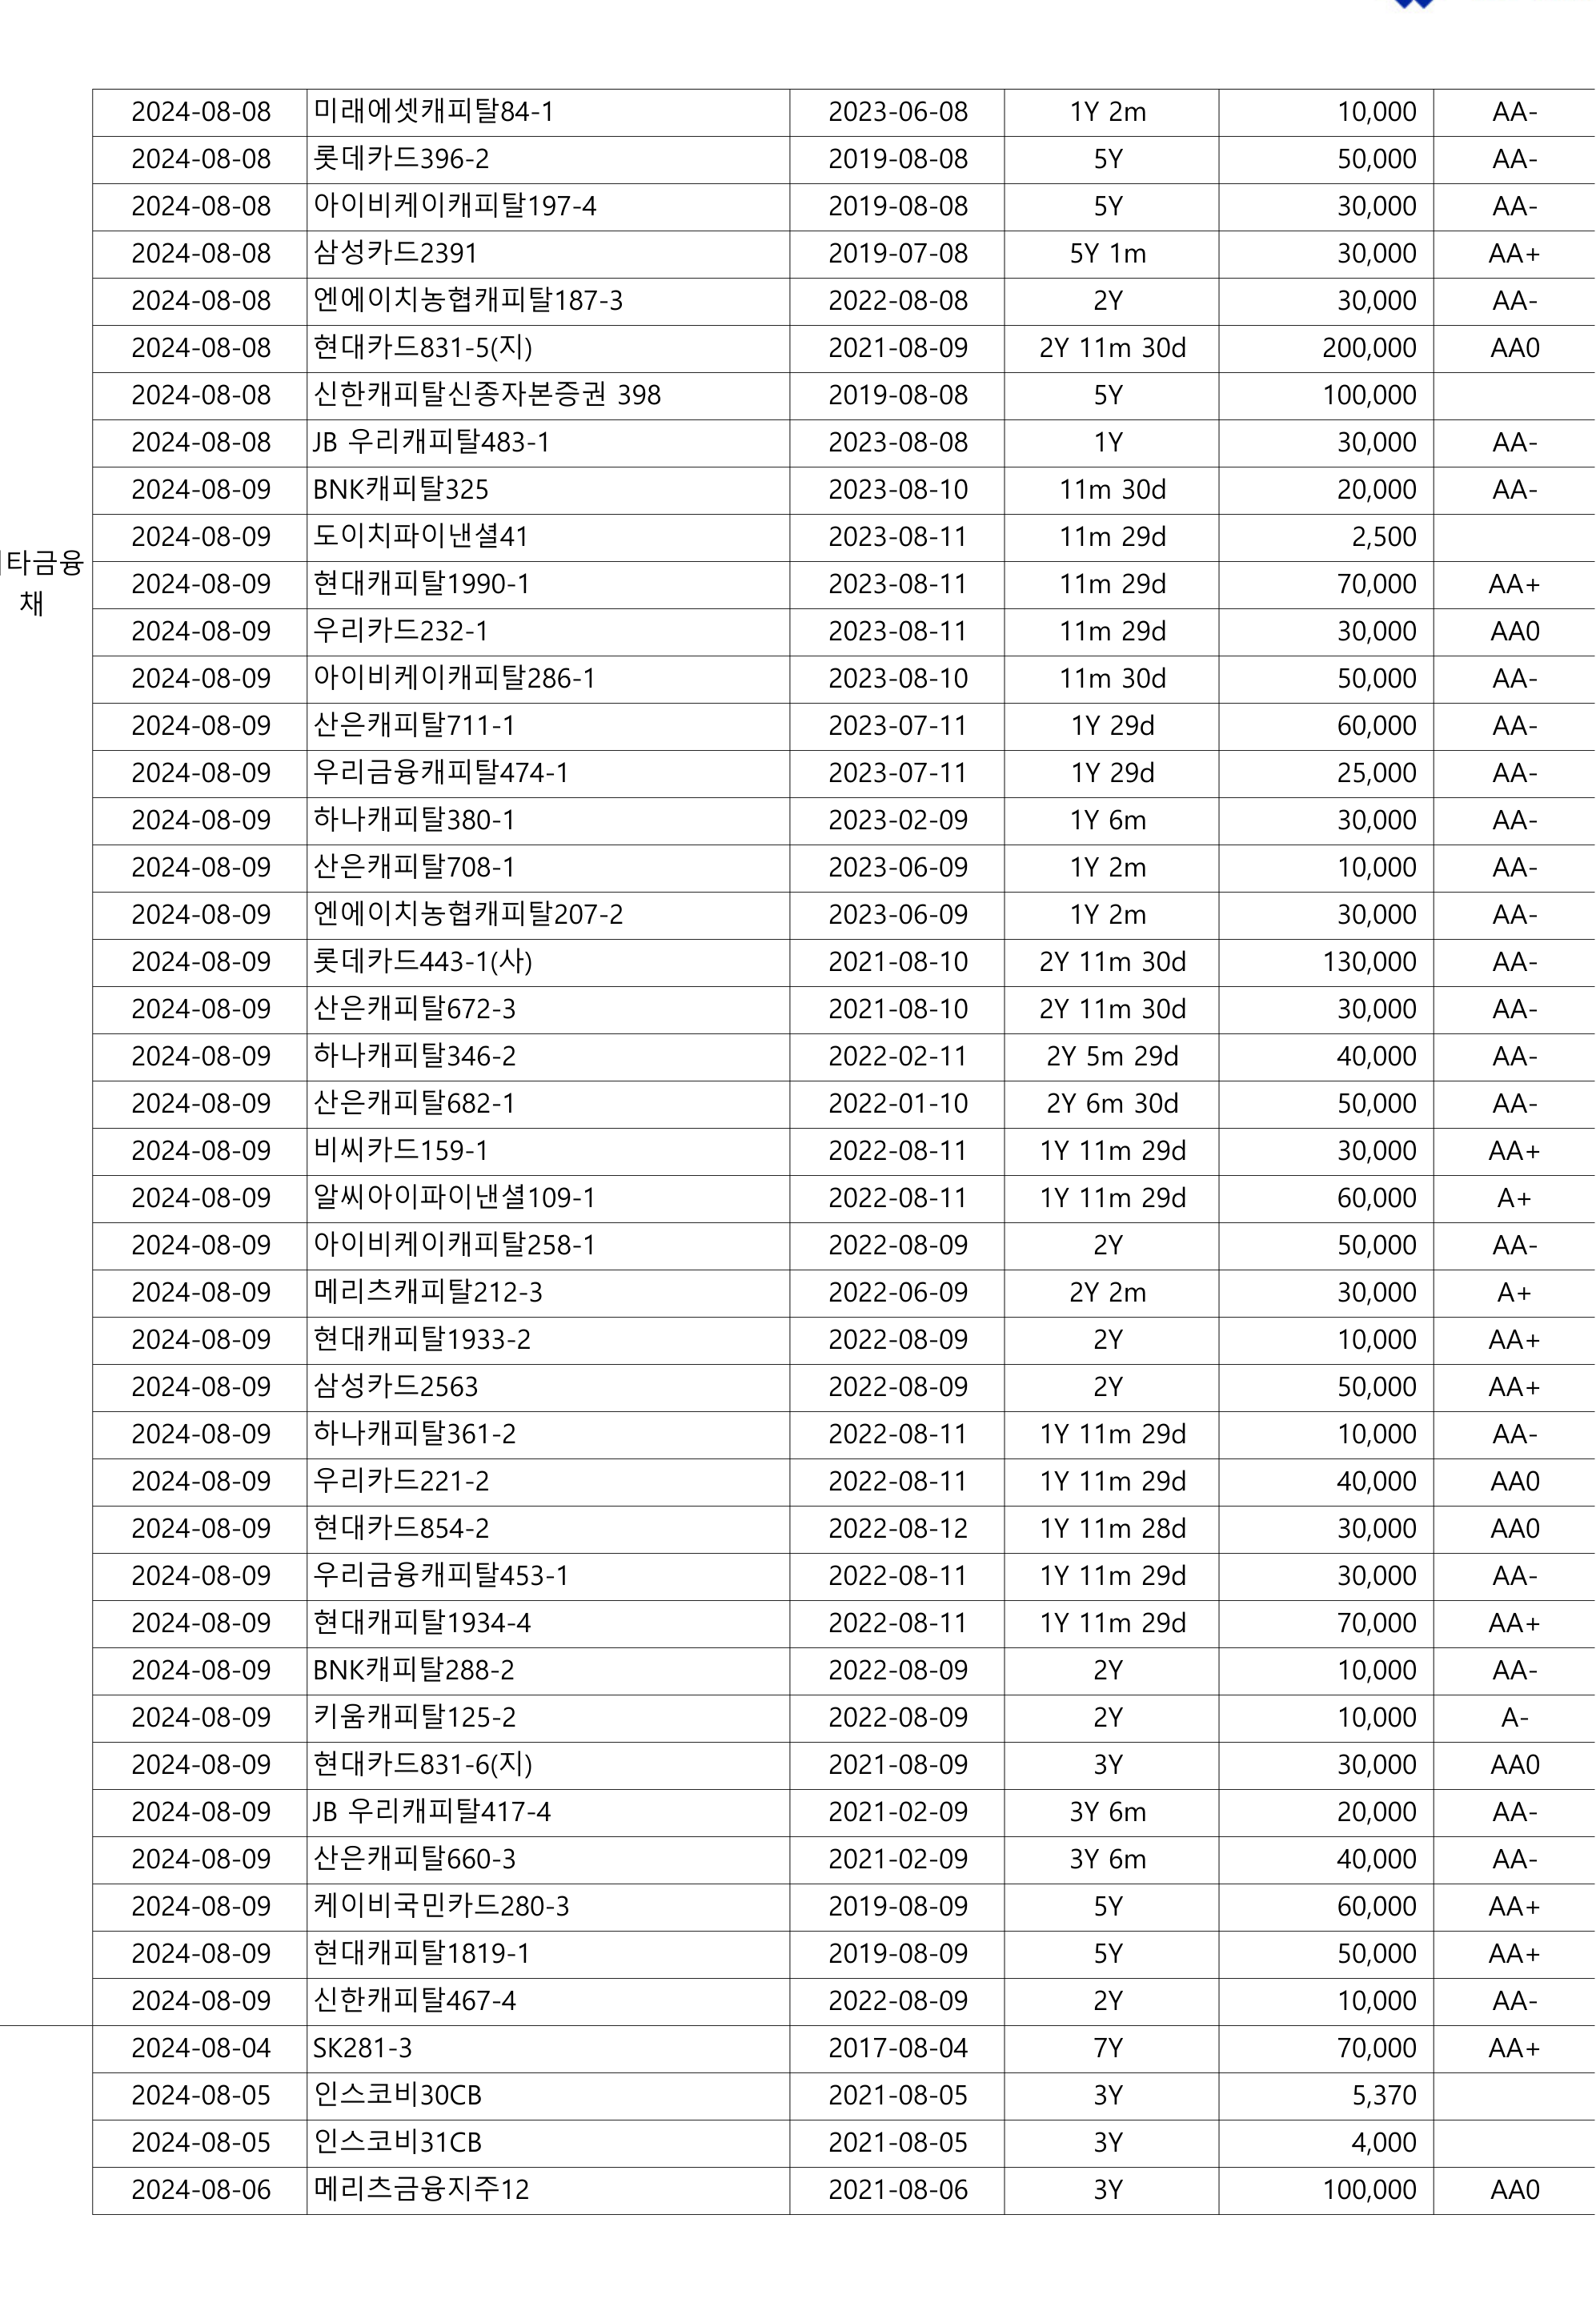 2024-08-08 미래에셋캐피탈84-1 2023-06-08 1Y 2m 10,000 AA-
2024-08-08 롯데카드396-2 2019-08-08 5Y 50,000 AA-
2024-08-08 아이비케이캐피탈197-4 2019-08-08 5Y 30,000 AA-
2024-08-08 삼성카드2391 2019-07-08 5Y 1m 30,000 AA+
2024-08-08 엔에이치농협캐피탈187-3 2022-08-08 2Y 30,000 AA-
2024-08-08 현대카드831-5(지) 2021-08-09 2Y 11m 30d 200,000 AA0
2024-08-08 신한캐피탈신종자본증권 398 2019-08-08 5Y 100,000
2024-08-08 JB 우리캐피탈483-1 2023-08-08 1Y 30,000 AA-
2024-08-09 BNK캐피탈325 2023-08-10 11m 30d 20,000 AA-
2024-08-09 도이치파이낸셜41 2023-08-11 11m 29d 2,500
타금융
채
2024-08-09 현대캐피탈1990-1 2023-08-11 11m 29d 70,000 AA+
2024-08-09 우리카드232-1 2023-08-11 11m 29d 30,000 AA0
2024-08-09 아이비케이캐피탈286-1 2023-08-10 11m 30d 50,000 AA-
2024-08-09 산은캐피탈711-1 2023-07-11 1Y 29d 60,000 AA-
2024-08-09 우리금융캐피탈474-1 2023-07-11 1Y 29d 25,000 AA-
2024-08-09 하나캐피탈380-1 2023-02-09 1Y 6m 30,000 AA-
2024-08-09 산은캐피탈708-1 2023-06-09 1Y 2m 10,000 AA-
2024-08-09 엔에이치농협캐피탈207-2 2023-06-09 1Y 2m 30,000 AA-
2024-08-09 롯데카드443-1(사) 2021-08-10 2Y 11m 30d 130,000 AA-
2024-08-09 산은캐피탈672-3 2021-08-10 2Y 11m 30d 30,000 AA-
2024-08-09 하나캐피탈346-2 2022-02-11 2Y 5m 29d 40,000 AA-
2024-08-09 산은캐피탈682-1 2022-01-10 2Y 6m 30d 50,000 AA-
2024-08-09 비씨카드159-1 2022-08-11 1Y 11m 29d 30,000 AA+
2024-08-09 알씨아이파이낸셜109-1 2022-08-11 1Y 11m 29d 60,000 A+
2024-08-09 아이비케이캐피탈258-1 2022-08-09 2Y 50,000 AA-
2024-08-09 메리츠캐피탈212-3 2022-06-09 2Y 2m 30,000 A+
2024-08-09 현대캐피탈1933-2 2022-08-09 2Y 10,000 AA+
2024-08-09 삼성카드2563 2022-08-09 2Y 50,000 AA+
2024-08-09 하나캐피탈361-2 2022-08-11 1Y 11m 29d 10,000 AA-
2024-08-09 우리카드221-2 2022-08-11 1Y 11m 29d 40,000 AA0
2024-08-09 현대카드854-2 2022-08-12 1Y 11m 28d 30,000 AA0
2024-08-09 우리금융캐피탈453-1 2022-08-11 1Y 11m 29d 30,000 AA-
2024-08-09 현대캐피탈1934-4 2022-08-11 1Y 11m 29d 70,000 AA+
2024-08-09 BNK캐피탈288-2 2022-08-09 2Y 10,000 AA-
2024-08-09 키움캐피탈125-2 2022-08-09 2Y 10,000 A-
2024-08-09 현대카드831-6(지) 2021-08-09 3Y 30,000 AA0
2024-08-09 JB 우리캐피탈417-4 2021-02-09 3Y 6m 20,000 AA-
2024-08-09 산은캐피탈660-3 2021-02-09 3Y 6m 40,000 AA-
2024-08-09 케이비국민카드280-3 2019-08-09 5Y 60,000 AA+
2024-08-09 현대캐피탈1819-1 2019-08-09 5Y 50,000 AA+
2024-08-09 신한캐피탈467-4 2022-08-09 2Y 10,000 AA-
2024-08-04 SK281-3 2017-08-04 7Y 70,000 AA+
2024-08-05 인스코비30CB 2021-08-05 3Y 5,370
2024-08-05 인스코비31CB 2021-08-05 3Y 4,000
2024-08-06 메리츠금융지주12 2021-08-06 3Y 100,000 AA0